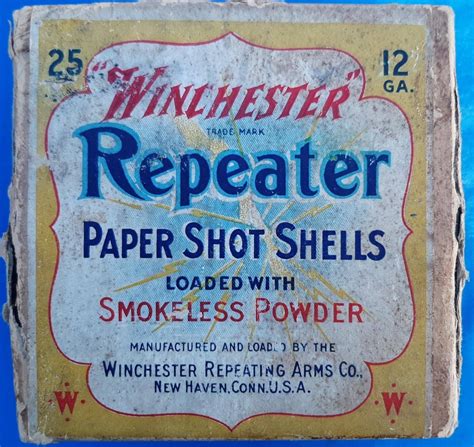 25 12
GA.
"WINCHESTER"
TRADE MARK
Repeater
PAPER SHOT SHELLS
LOADED WITH
SMOKELESS POWDER
MANUFACTURED AND LOADED BY THE
WINCHESTER REPEATING ARMS CO.,
NEW HAVEN, CONN. U.S.A.
W W